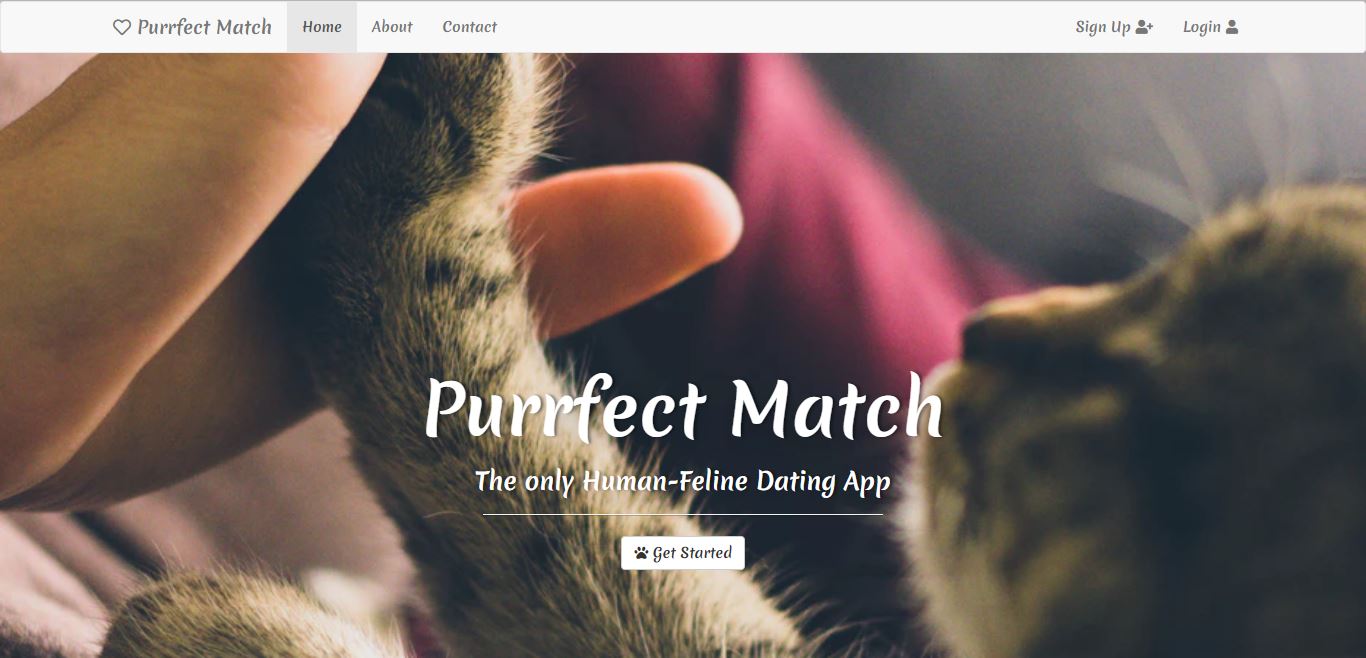 Purrfect Match Home About Contact Sign Up Login
Purrfect Match
The only Human-Feline Dating App
Get Started